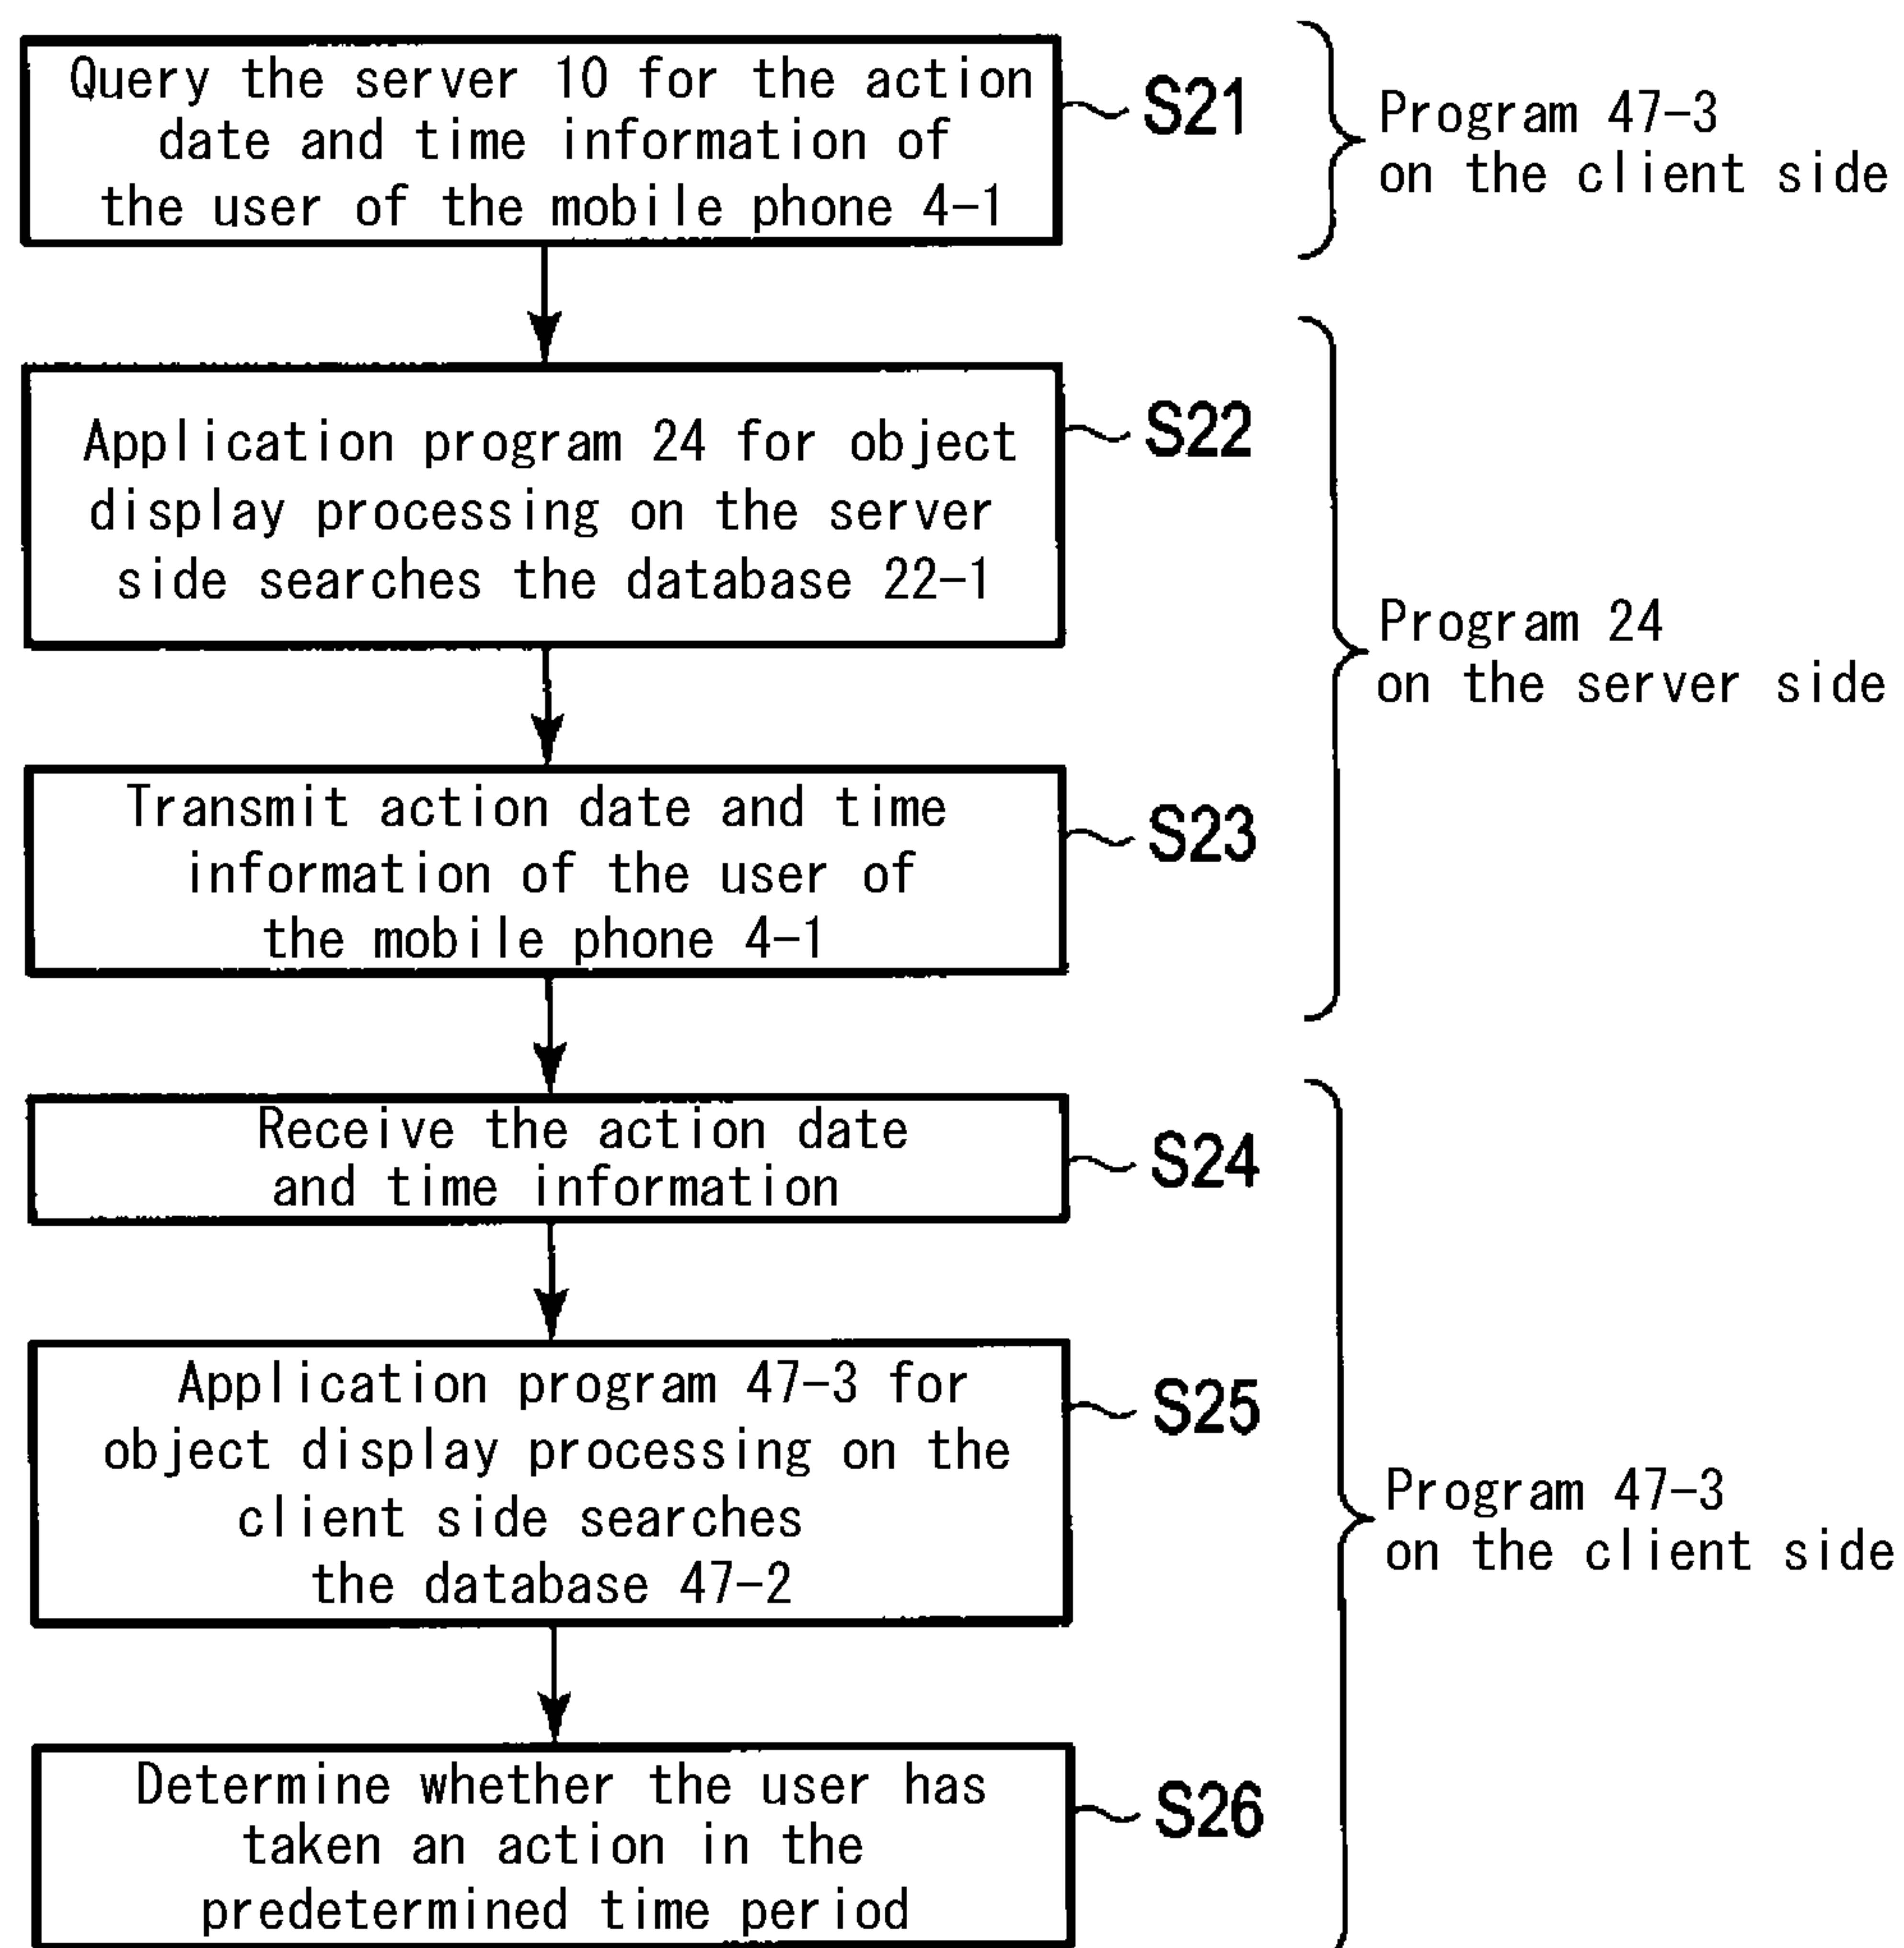 Query the server 10 for the action
date and time information of
the user of the mobile phone 4-1
S21
Program 47-3
on the client side
Application program 24 for object
display processing on the server
side searches the database 22-1
S22
Program 24
on the server side
Transmit action date and time
information of the user of
the mobile phone 4-1
S23
Receive the action date
and time information
S24
Application program 47-3 for
object display processing on the
client side searches
the database 47-2
S25
Program 47-3
on the client side
Determine whether the user has
taken an action in the
predetermined time period
S26